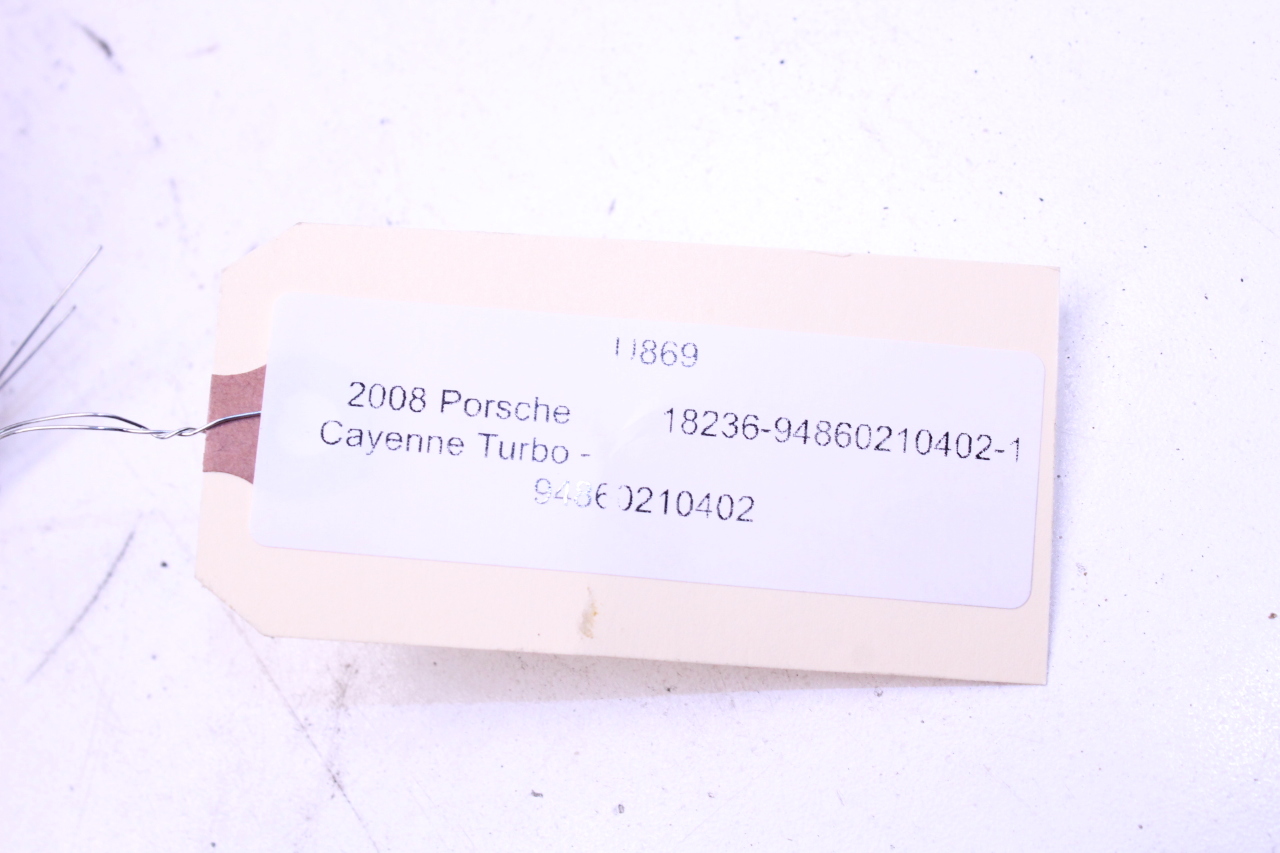 U869
2008 Porsche
Cayenne Turbo -
18236-94860210402-1
94860210402